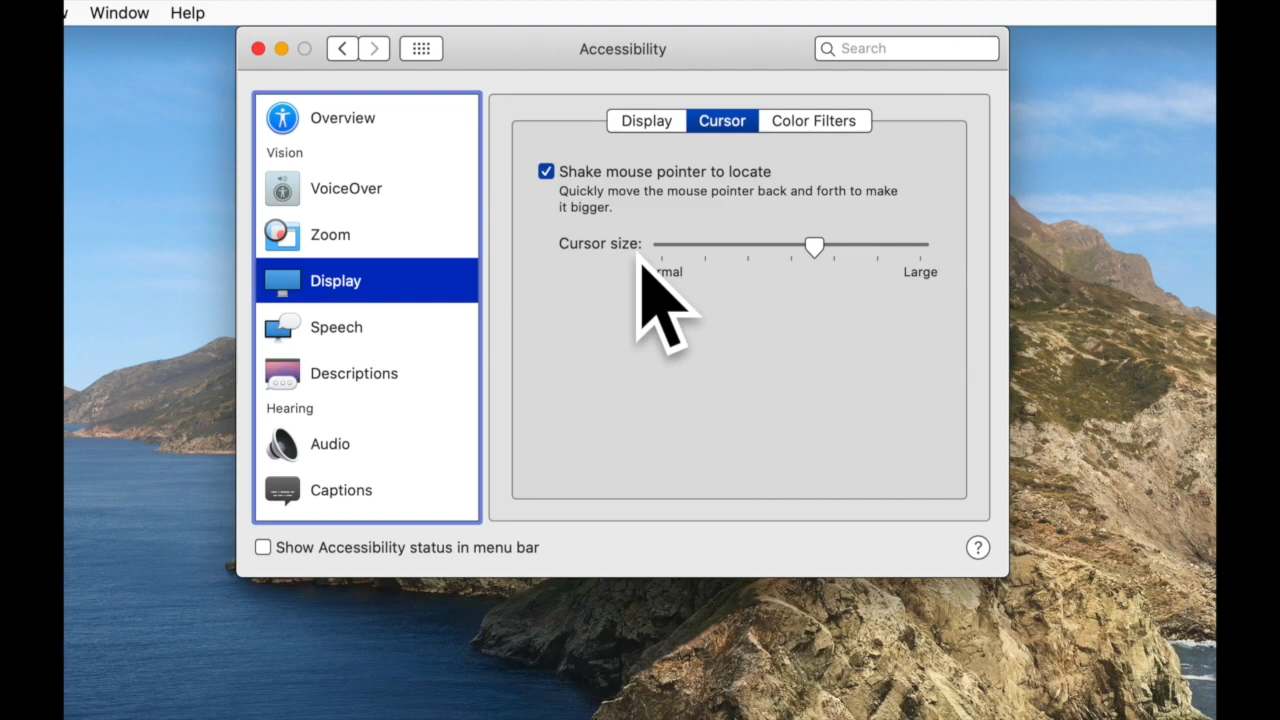 Window Help
Accessibility
Search
Overview
Vision
VoiceOver
Zoom
Display
Speech
Descriptions
Hearing
Audio
Captions
Display Cursor Color Filters
Shake mouse pointer to locate
Quickly move the mouse pointer back and forth to make
it bigger.
Cursor size:
rmal Large
Show Accessibility status in menu bar
?